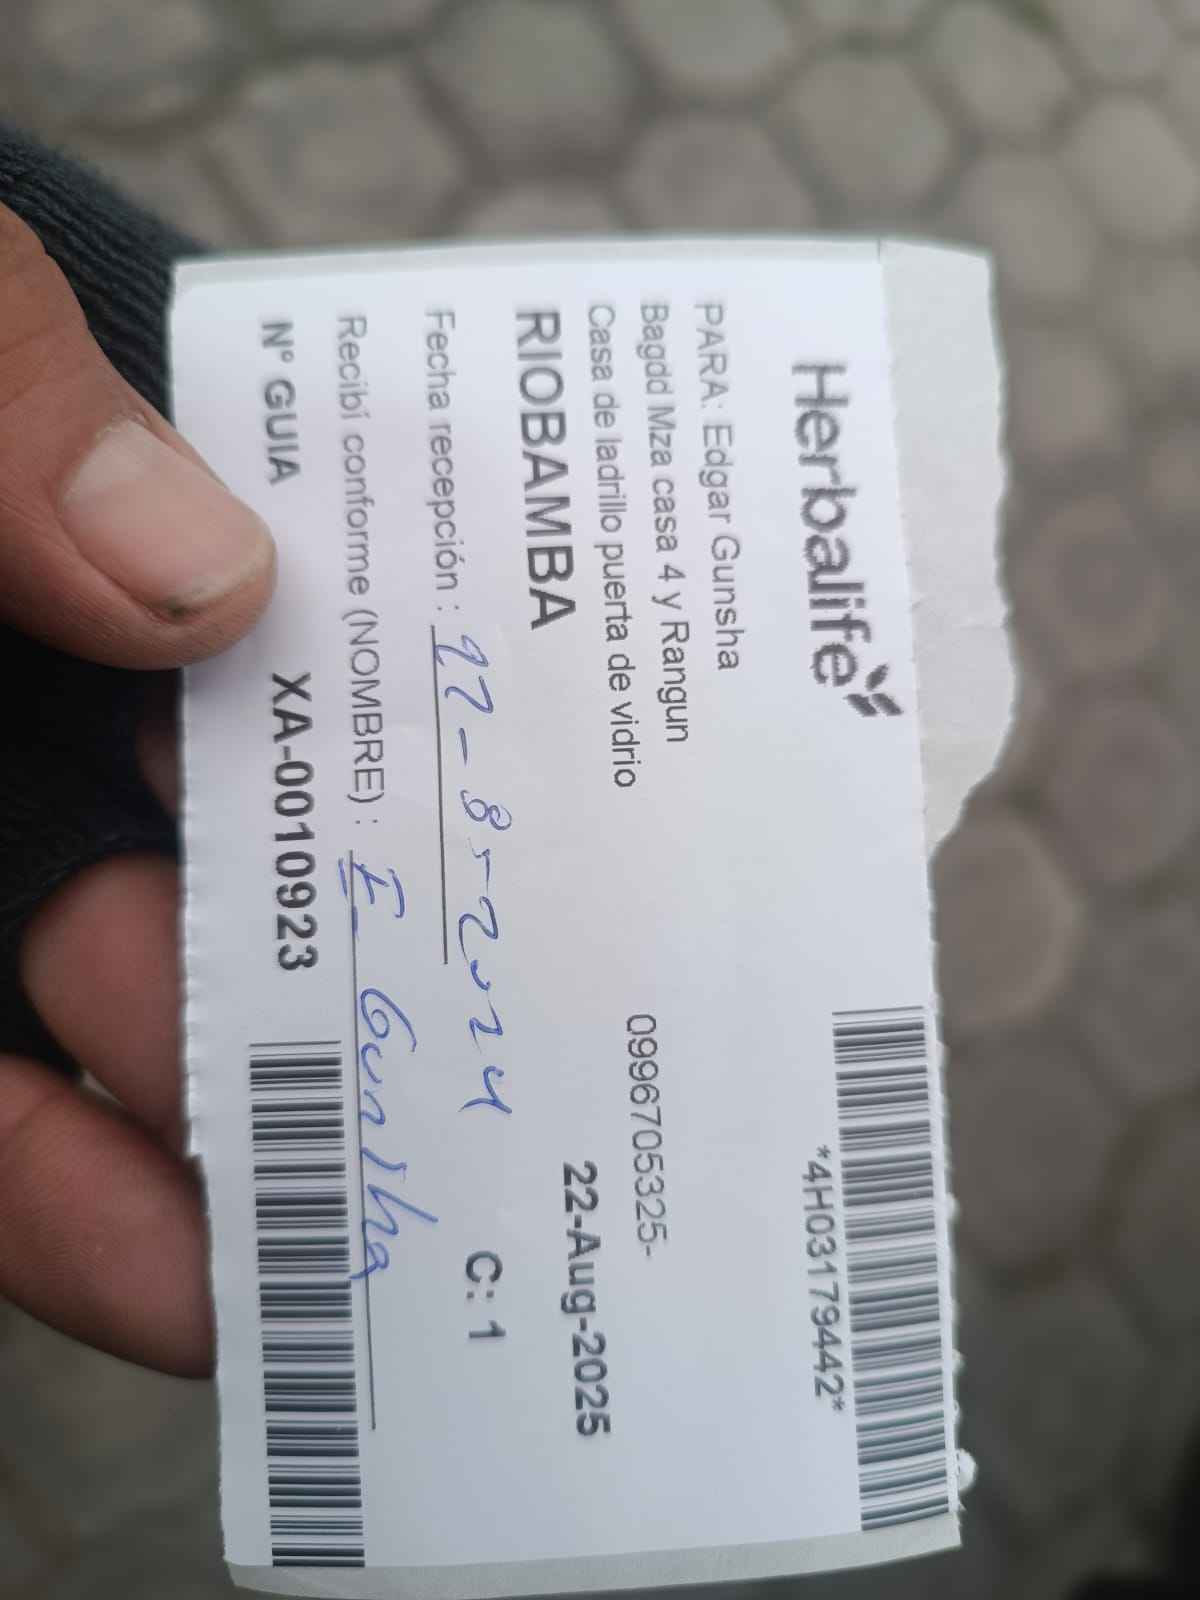 Herbalife
*4H03179442*
PARA: Edgar Gunsha
Bagdd Mza casa 4 y Rangun
Casa de ladrillo puerta de vidrio
0996705325-
RIOBAMBA
22-Aug-2025
Fecha recepción : 27-8-2024
C: 1
Recibí conforme (NOMBRE) : E- Gunsha
N° GUIA XA-0010923